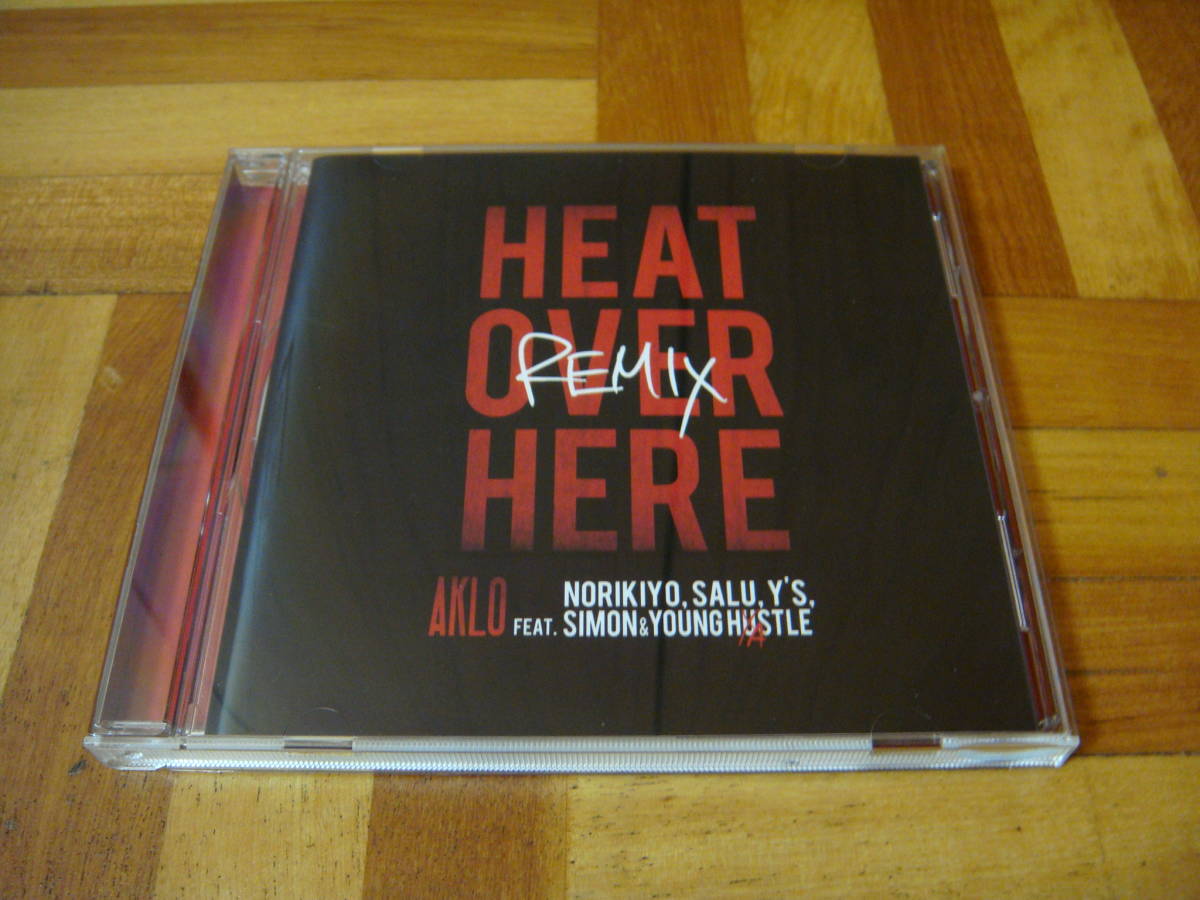 HEAT
OVER
REMIX
HERE
AKLO FEAT. NORIKIYO, SALU, Y'S,
SIMON & YOUNG HUSTLE
A